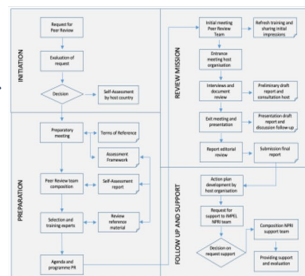 INITIATION
Request for
Peer Review
Evaluation of
request
Decision
Self-Assessment
by host country
PREPARATION
Preparatory
meeting
Terms of Reference
Assessment
Framework
Peer Review team
composition
Self-Assessment
report
Selection and
training experts
Review
reference
material
Agenda and
programme PR
REVIEW MISSION
Initial meeting
Peer Review
Team
Refresh training and
sharing initial
impressions
Entrance
meeting host
organisation
Interviews and
document
review
Preliminary draft
report and
consultation host
Exit meeting and
presentation
Presentation draft
report and
discussion follow-up
Report editorial
review
Submission final
report
FOLLOW UP AND SUPPORT
Action plan
development by
host organisation
Request for
support to IMPEL
NPRI team
Composition NPRI
support team
Decision on
request support
Providing support
and evaluation